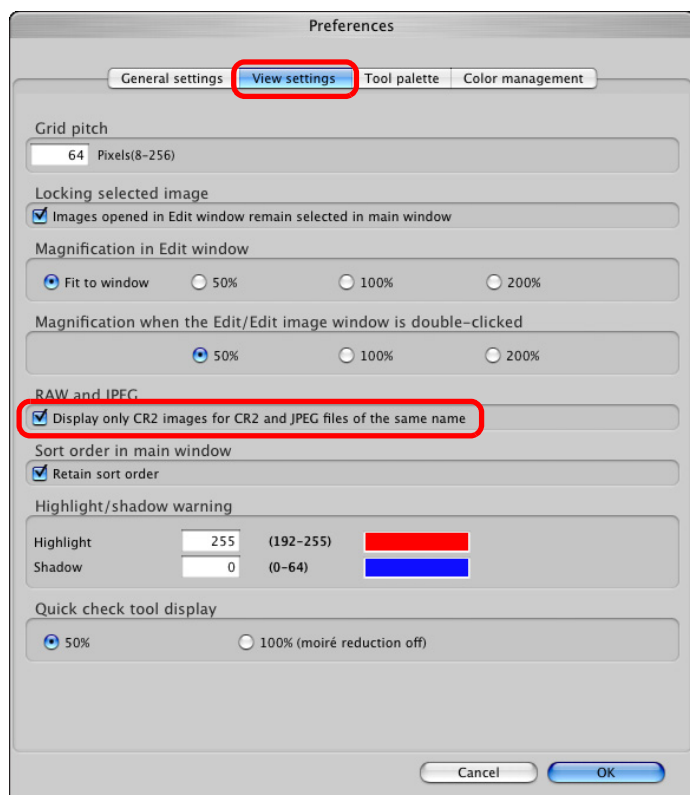 Preferences
General settings View settings Tool palette Color management
Grid pitch
64 Pixels(8-256)
Locking selected image
Images opened in Edit window remain selected in main window
Magnification in Edit window
Fit to window 50% 100% 200%
Magnification when the Edit/Edit image window is double-clicked
50% 100% 200%
RAW and JPEG
Display only CR2 images for CR2 and JPEG files of the same name
Sort order in main window
Retain sort order
Highlight/shadow warning
Highlight 255 (192-255)
Shadow 0 (0-64)
Quick check tool display
50% 100% (moiré reduction off)
Cancel OK